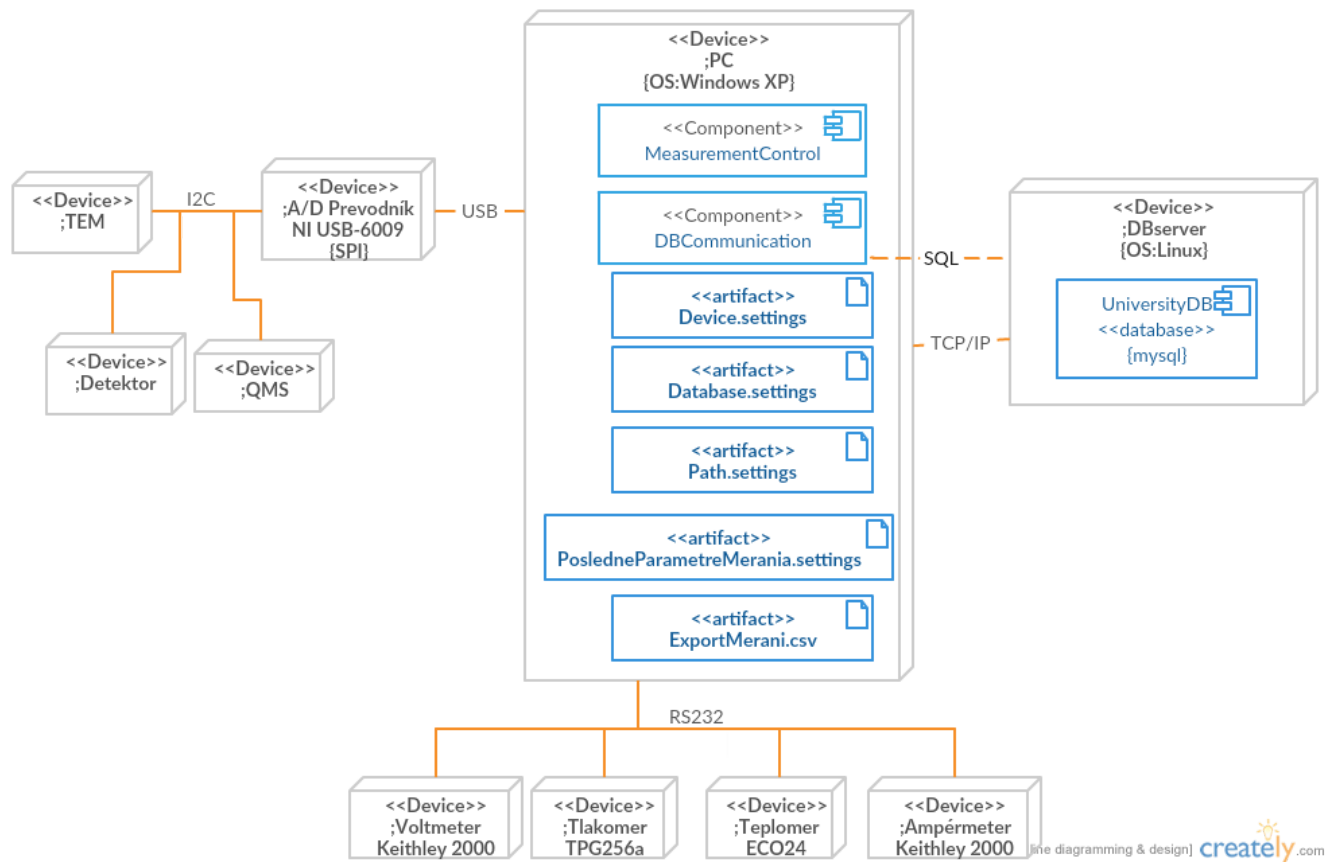 <<Device>>
;PC
{OS:Windows XP}
<<Component>>
MeasurementControl
<<Component>>
DBCommunication
<<artifact>>
Device.settings
<<artifact>>
Database.settings
<<artifact>>
Path.settings
<<artifact>>
PosledneParametreMerania.settings
<<artifact>>
ExportMerani.csv
<<Device>>
;TEM
I2C
<<Device>>
;A/D Prevodník
NI USB-6009
{SPI}
USB
<<Device>>
;Detektor
<<Device>>
;QMS
SQL
TCP/IP
<<Device>>
;DBserver
{OS:Linux}
UniversityDB
<<database>>
{mysql}
RS232
<<Device>>
;Voltmeter
Keithley 2000
<<Device>>
;Tlakomer
TPG256a
<<Device>>
;Teplomer
ECO24
<<Device>>
;Ampérmeter
Keithley 2000
diagramming & design]
creately.com